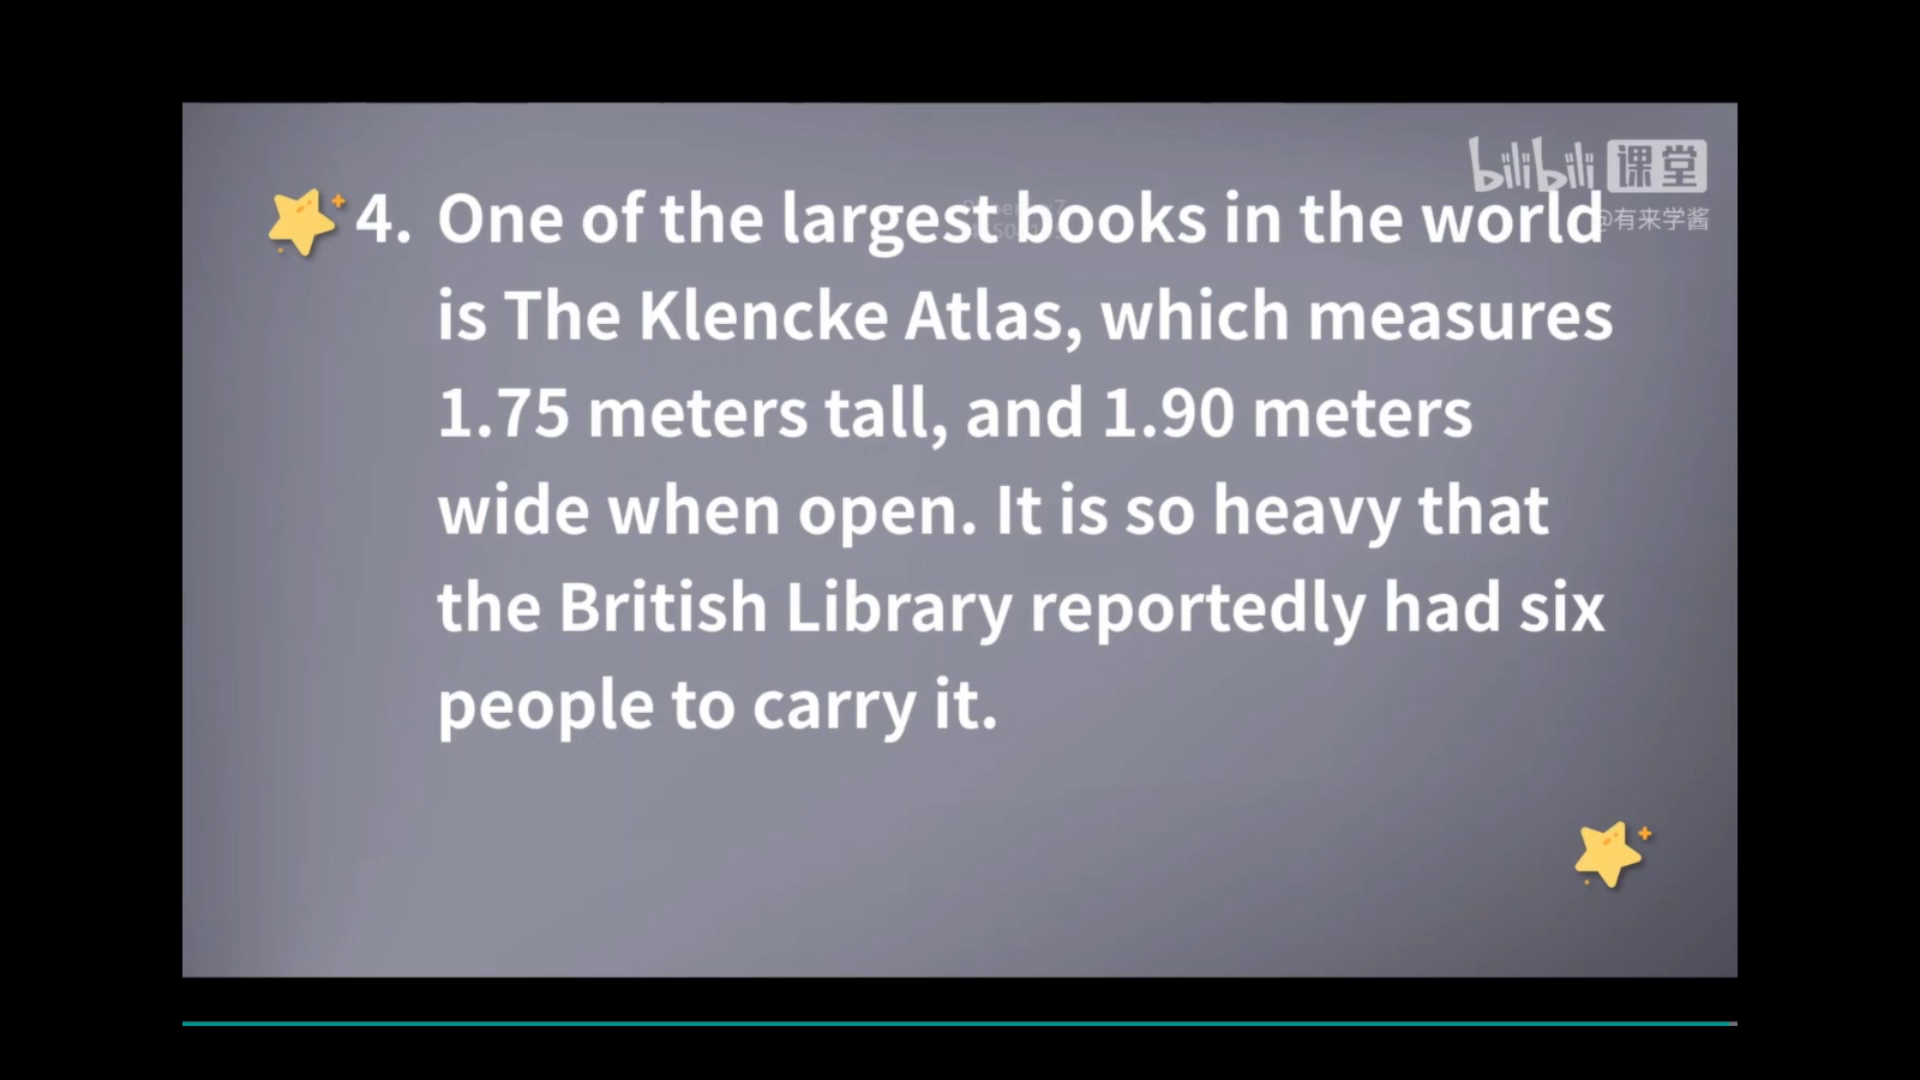 bilibili 课堂
@有来学酱
4. One of the largest books in the world
is The Klencke Atlas, which measures
1.75 meters tall, and 1.90 meters
wide when open. It is so heavy that
the British Library reportedly had six
people to carry it.